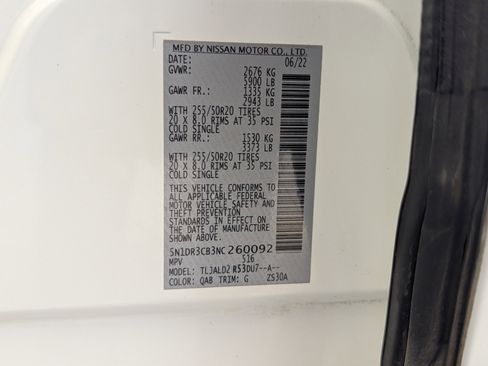 MFD BY NISSAN MOTOR CO., LTD.
DATE: 06/22
GVWR: 2676 KG
5900 LB
GAWR FR.: 1335 KG
2943 LB
WITH 255/50R20 TIRES
20 X 8.0 RIMS AT 35 PSI
COLD SINGLE
GAWR RR.: 1530 KG
3373 LB
WITH 255/50R20 TIRES
20 X 8.0 RIMS AT 35 PSI
COLD SINGLE
THIS VEHICLE CONFORMS TO
ALL APPLICABLE FEDERAL
MOTOR VEHICLE SAFETY AND
THEFT PREVENTION
STANDARDS IN EFFECT ON
THE DATE OF MANUFACTURE
SHOWN ABOVE.
5N1DR3CB3NC260092
MPV 516
MODEL: TLJALD2 R53DU7--A--
COLOR: QAB TRIM: G ZS30A